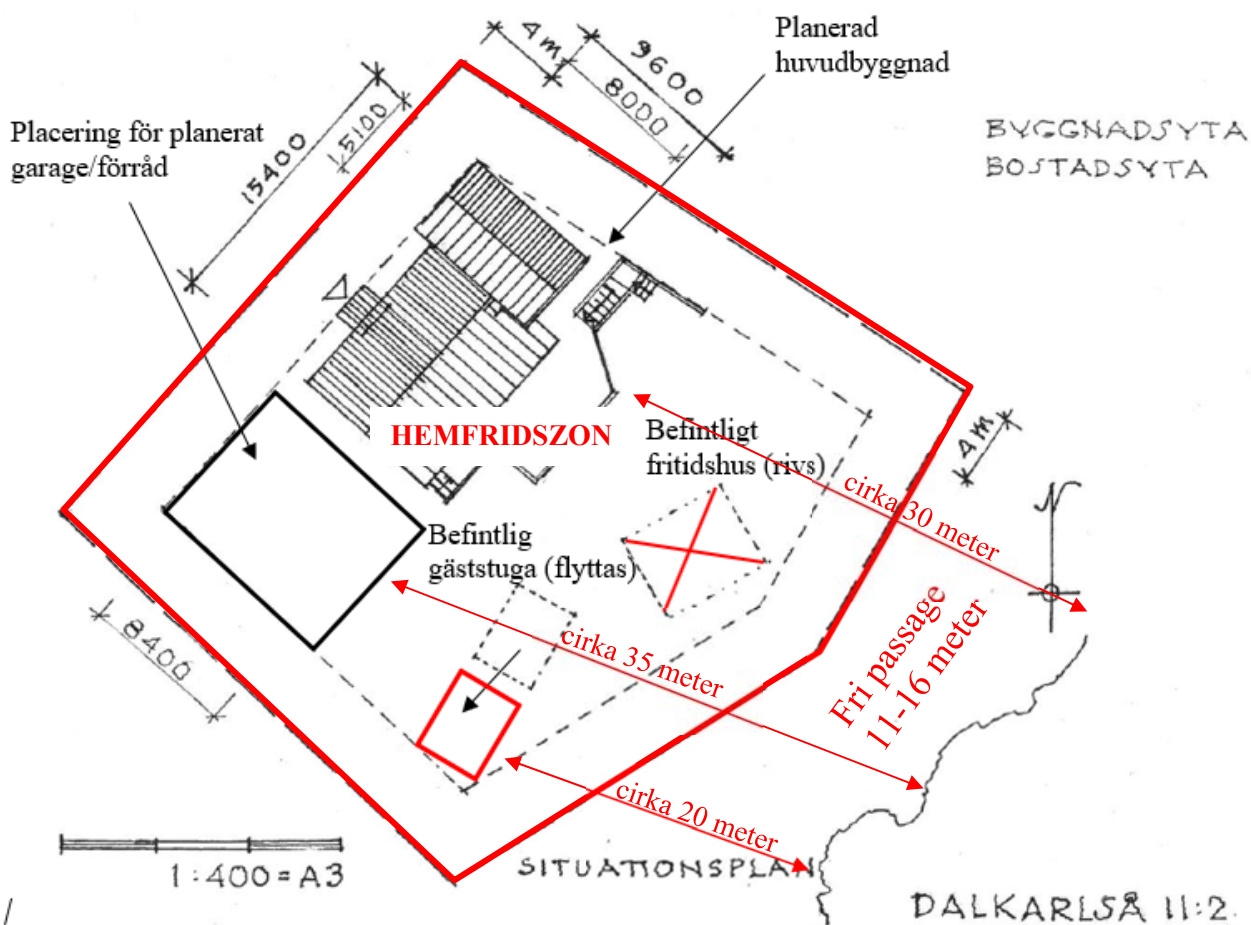 Planerad
huvudbyggnad
4m
9600
8000
BYGGNADSYTA
BOSTADSYTA
Placering för planerat
garage/förråd
15400
5100
HEMFRIDSZON
Befintligt
fritidshus (rivs)
4m
cirka 30 meter
N
Befintlig
gäststuga (flyttas)
Fri passage
11-16 meter
cirka 35 meter
8400
cirka 20 meter
1:400=A3
SITUATIONSPLAN
DALKARLSÅ 11:2.
/